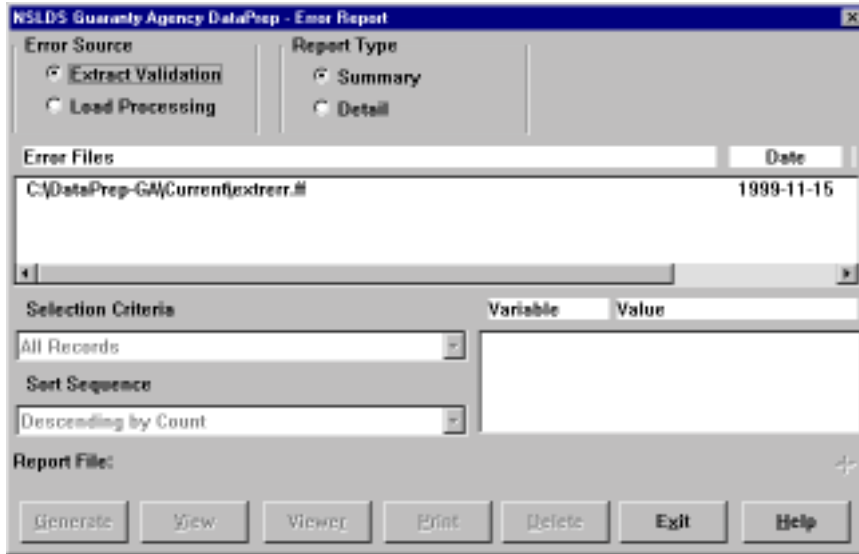 NSLDS Guaranty Agency DataPrep - Error Report
Error Source
Report Type
Extract Validation
Summary
Load Processing
Detail
Error Files Date
C:\DataPrep-GA\Current\extrerr.ff 1999-11-15
Selection Criteria
Variable Value
All Records
Sort Sequence
Descending by Count
Report File:
Generate View Viewer Print Delete Exit Help